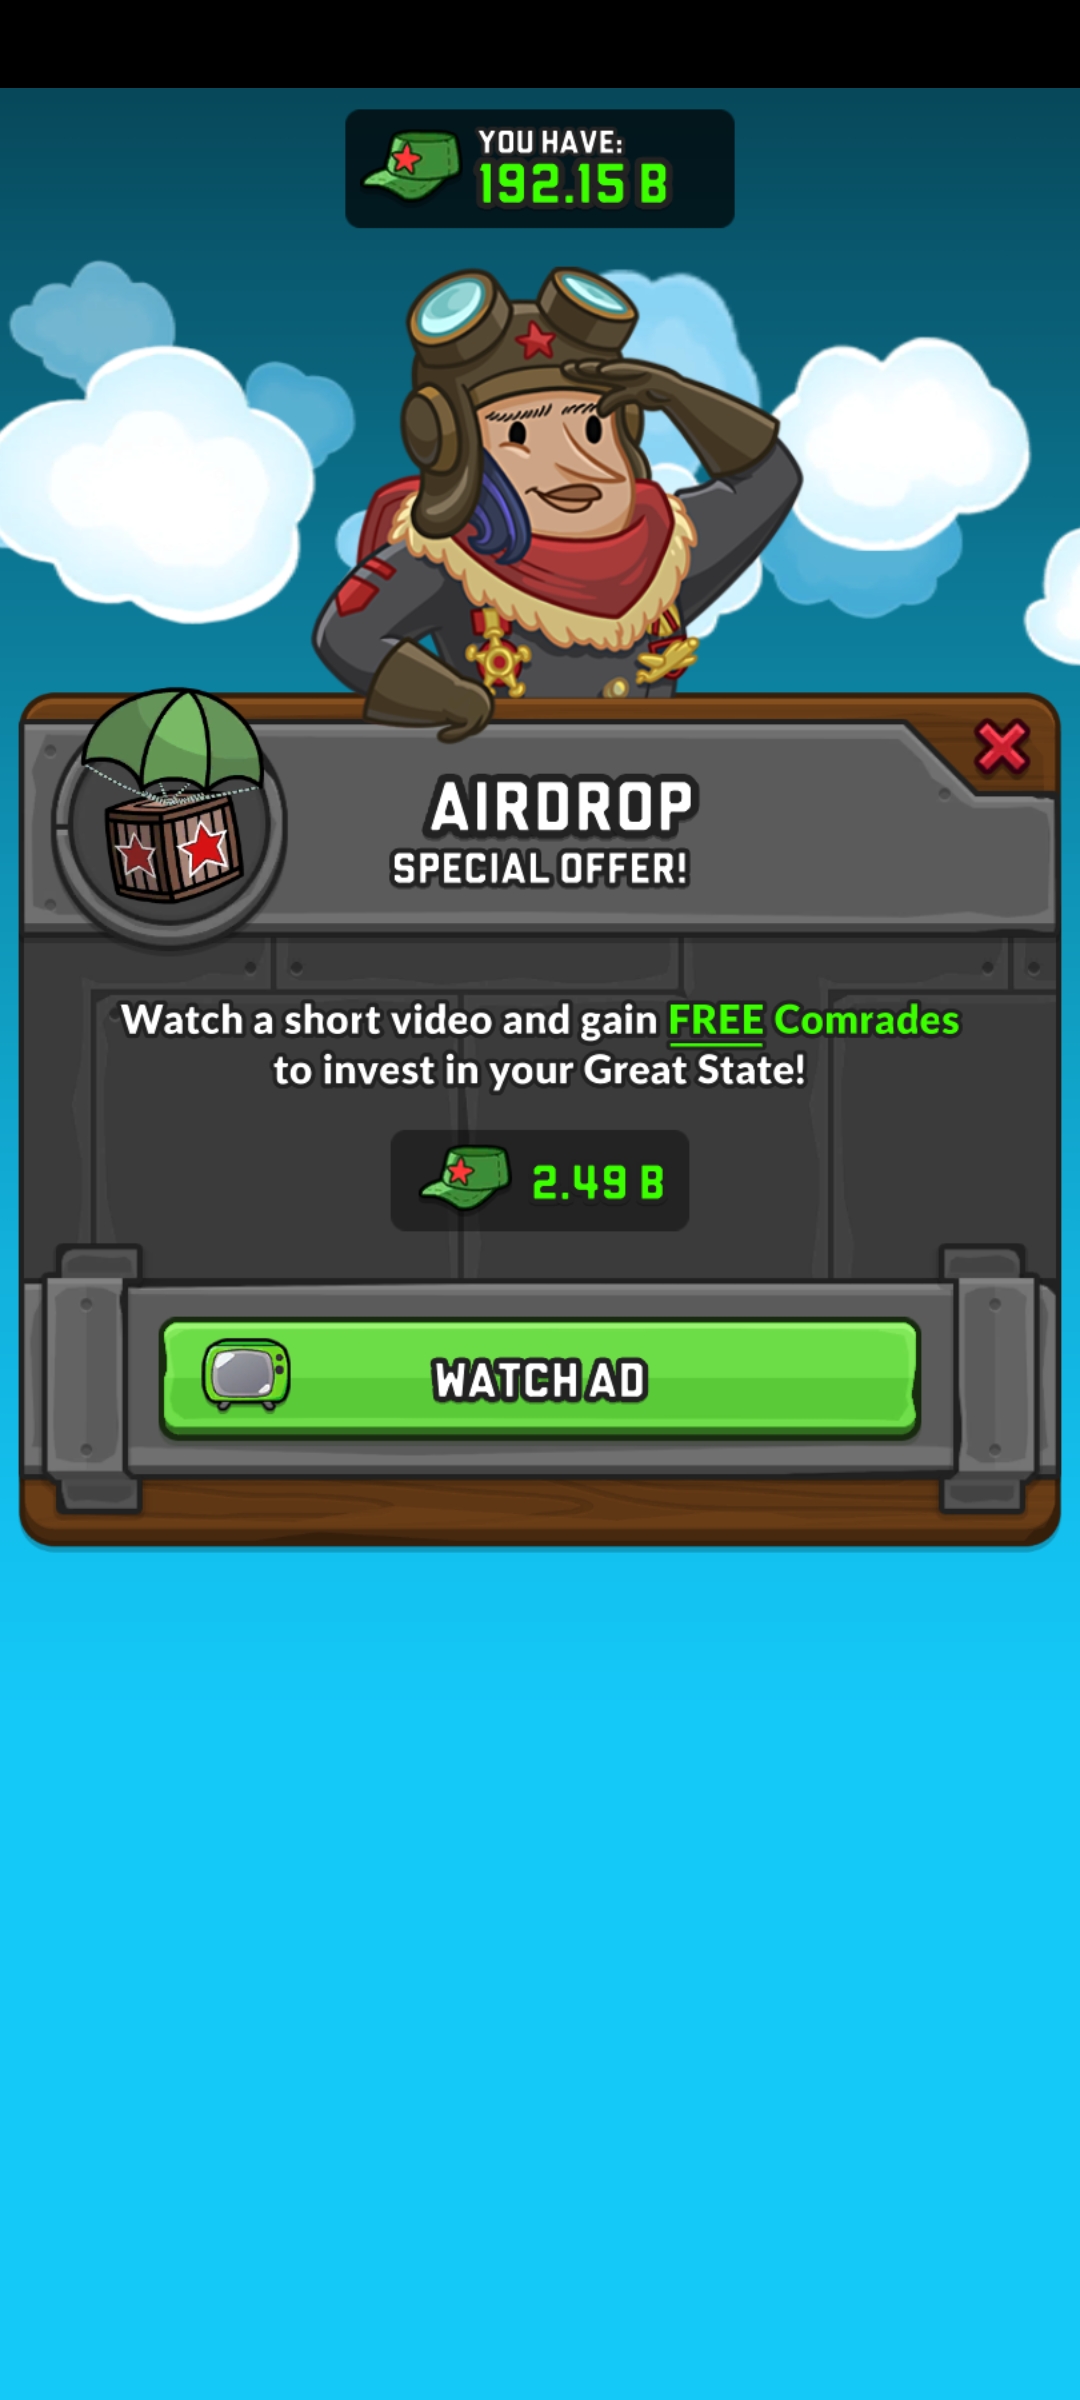 YOU HAVE:
192.15 B
AIRDROP
SPECIAL OFFER!
Watch a short video and gain FREE Comrades
to invest in your Great State!
2.49 B
WATCH AD